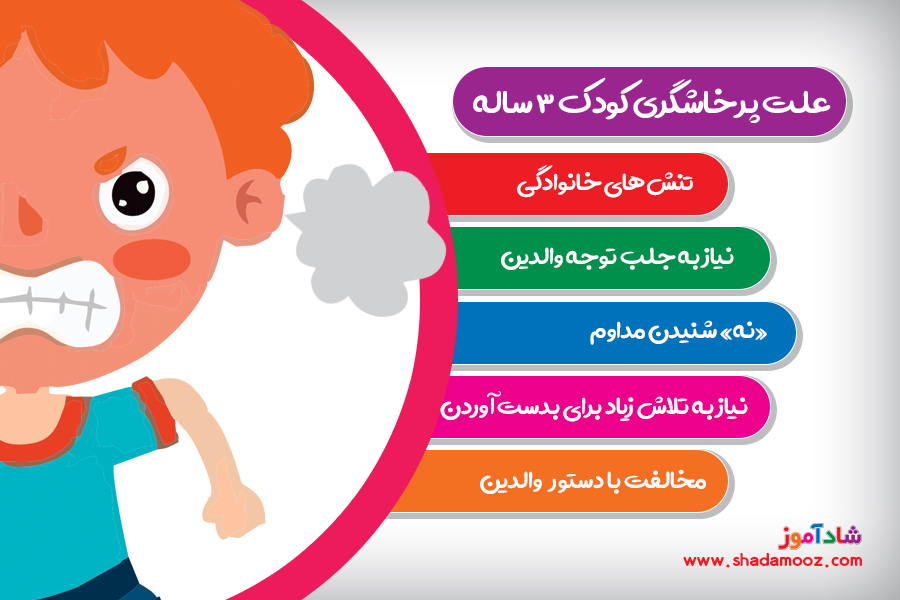 علت پرخاشگری کودک ۳ ساله
تنش های خانوادگی
نیاز به جلب توجه والدین
«نه» شنیدن مداوم
نیاز به تلاش زیاد برای بدست آوردن
مخالفت با دستور والدین
شادآموز
www.shadamooz.com